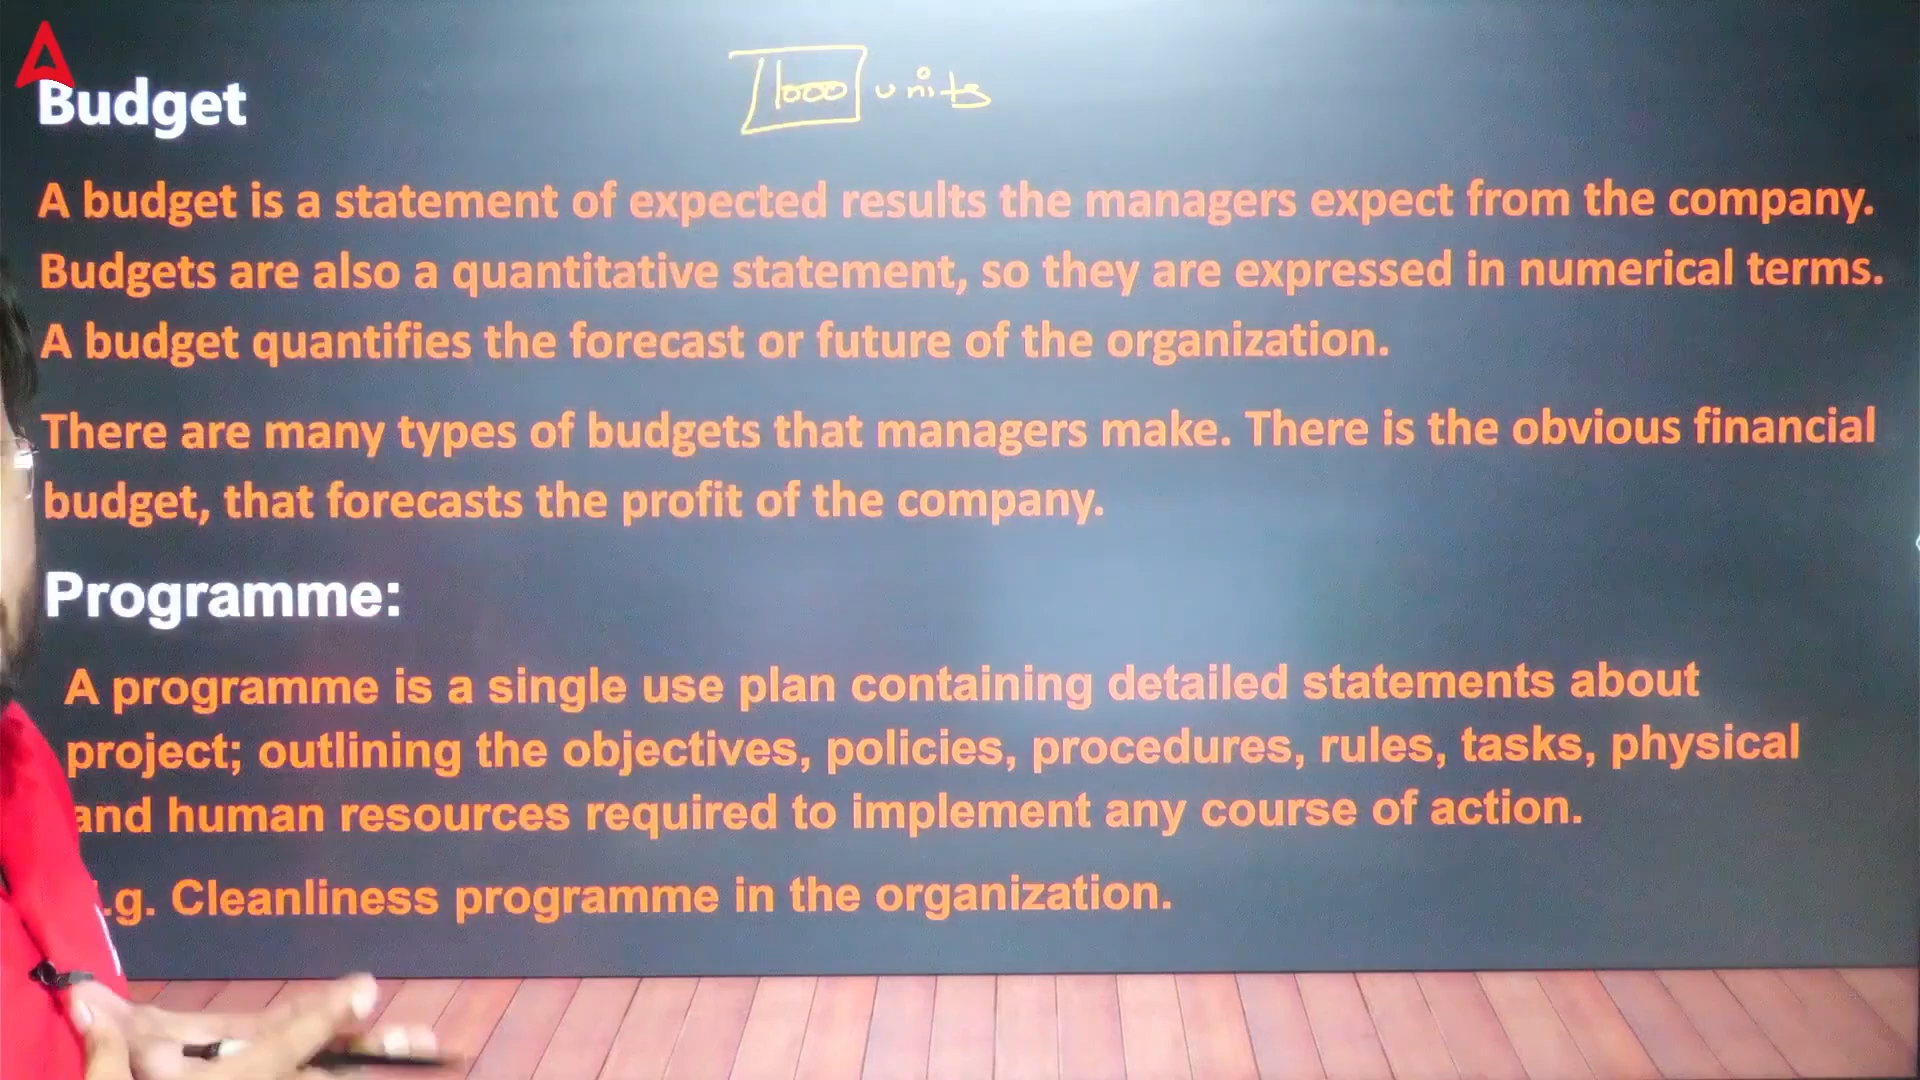 1000 units
Budget
A budget is a statement of expected results the managers expect from the company.
Budgets are also a quantitative statement, so they are expressed in numerical terms.
A budget quantifies the forecast or future of the organization.
There are many types of budgets that managers make. There is the obvious financial
budget, that forecasts the profit of the company.
Programme:
A programme is a single use plan containing detailed statements about
project; outlining the objectives, policies, procedures, rules, tasks, physical
and human resources required to implement any course of action.
.g. Cleanliness programme in the organization.